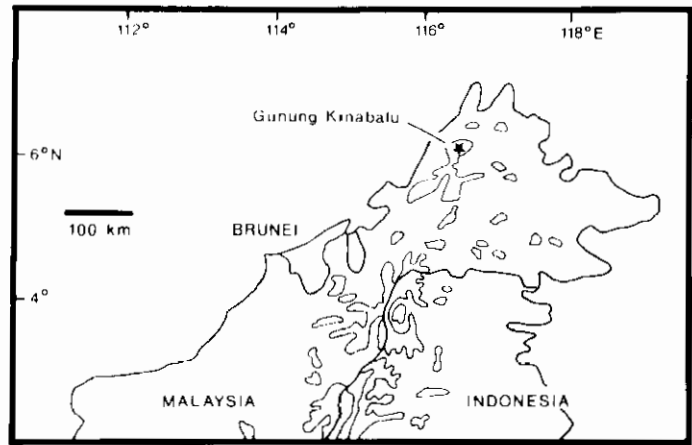 112° 114° 116° 118°E
Gunung Kinabalu
6°N
100 km
BRUNEI
4°
MALAYSIA INDONESIA